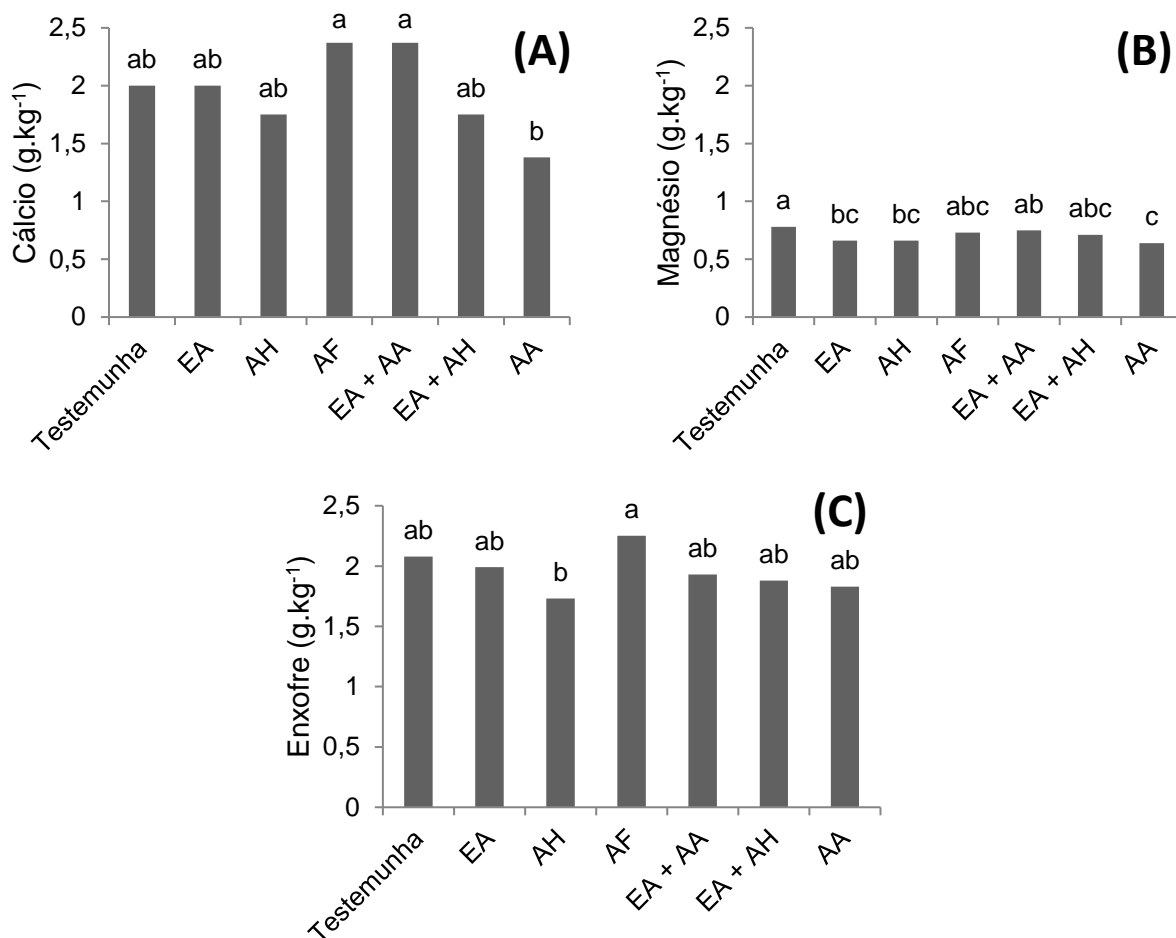 (A)
Cálcio (g.kg⁻¹)
2,5
2
1,5
1
0,5
0
ab ab ab a a ab b
Testemunha EA AH AF EA + AA EA + AH AA
(B)
Magnésio (g.kg⁻¹)
2,5
2
1,5
1
0,5
0
a bc bc abc ab abc c
Testemunha EA AH AF EA + AA EA + AH AA
(C)
Enxofre (g.kg⁻¹)
2,5
2
1,5
1
0,5
0
ab ab b a ab ab ab
Testemunha EA AH AF EA + AA EA + AH AA